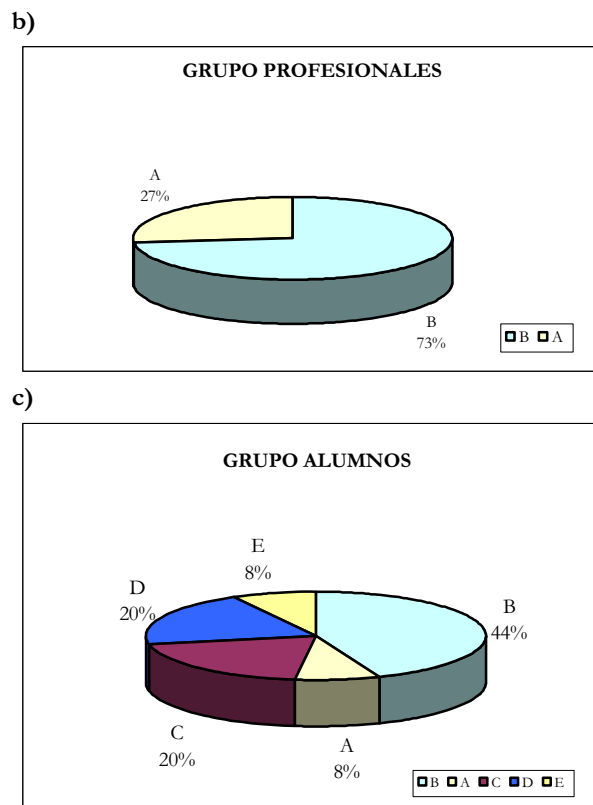 b)
GRUPO PROFESIONALES
A
27%
B
73%
B A
c)
GRUPO ALUMNOS
E
8%
D
20%
B
44%
C
20%
A
8%
B A C D E